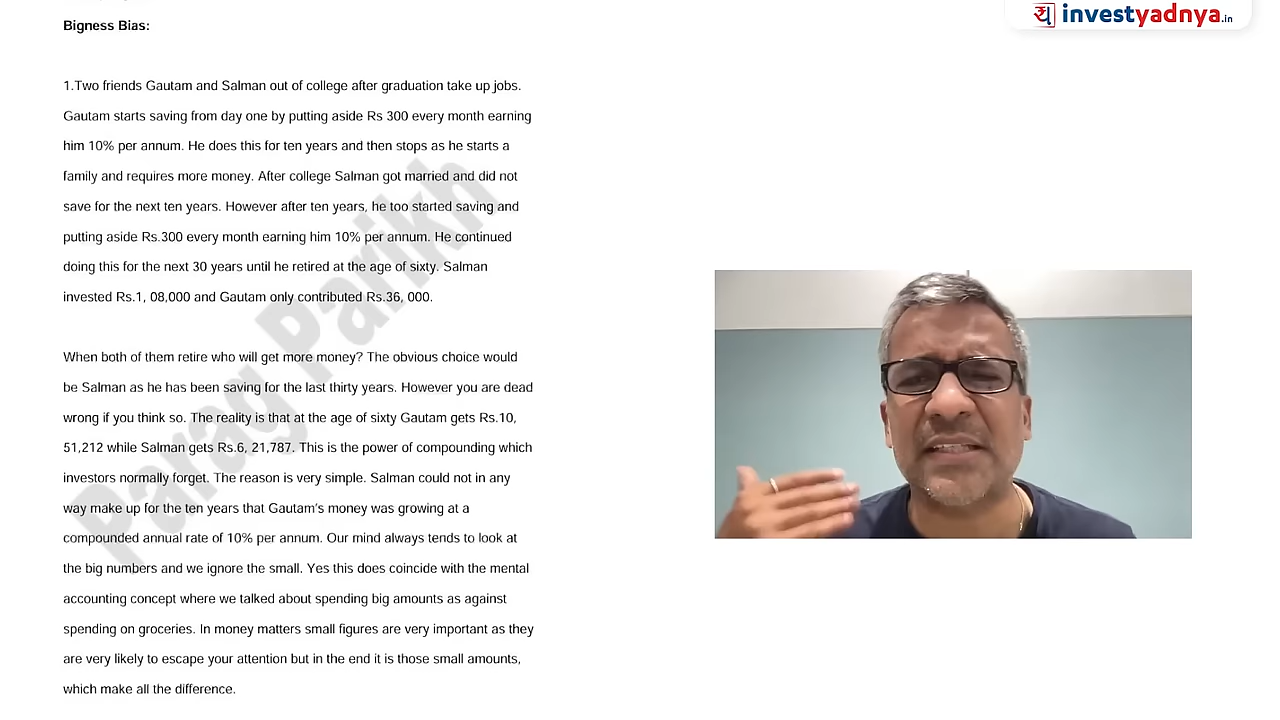 Bigness Bias:
यज्ञ investyadnya.in
1.Two friends Gautam and Salman out of college after graduation take up jobs.
Gautam starts saving from day one by putting aside Rs 300 every month earning
him 10% per annum. He does this for ten years and then stops as he starts a
family and requires more money. After college Salman got married and did not
save for the next ten years. However after ten years, he too started saving and
putting aside Rs.300 every month earning him 10% per annum. He continued
doing this for the next 30 years until he retired at the age of sixty. Salman
invested Rs.1, 08,000 and Gautam only contributed Rs.36, 000.
When both of them retire who will get more money? The obvious choice would
be Salman as he has been saving for the last thirty years. However you are dead
wrong if you think so. The reality is that at the age of sixty Gautam gets Rs.10,
51,212 while Salman gets Rs.6, 21,787. This is the power of compounding which
investors normally forget. The reason is very simple. Salman could not in any
way make up for the ten years that Gautam's money was growing at a
compounded annual rate of 10% per annum. Our mind always tends to look at
the big numbers and we ignore the small. Yes this does coincide with the mental
accounting concept where we talked about spending big amounts as against
spending on groceries. In money matters small figures are very important as they
are very likely to escape your attention but in the end it is those small amounts,
which make all the difference.
Parag Parikh